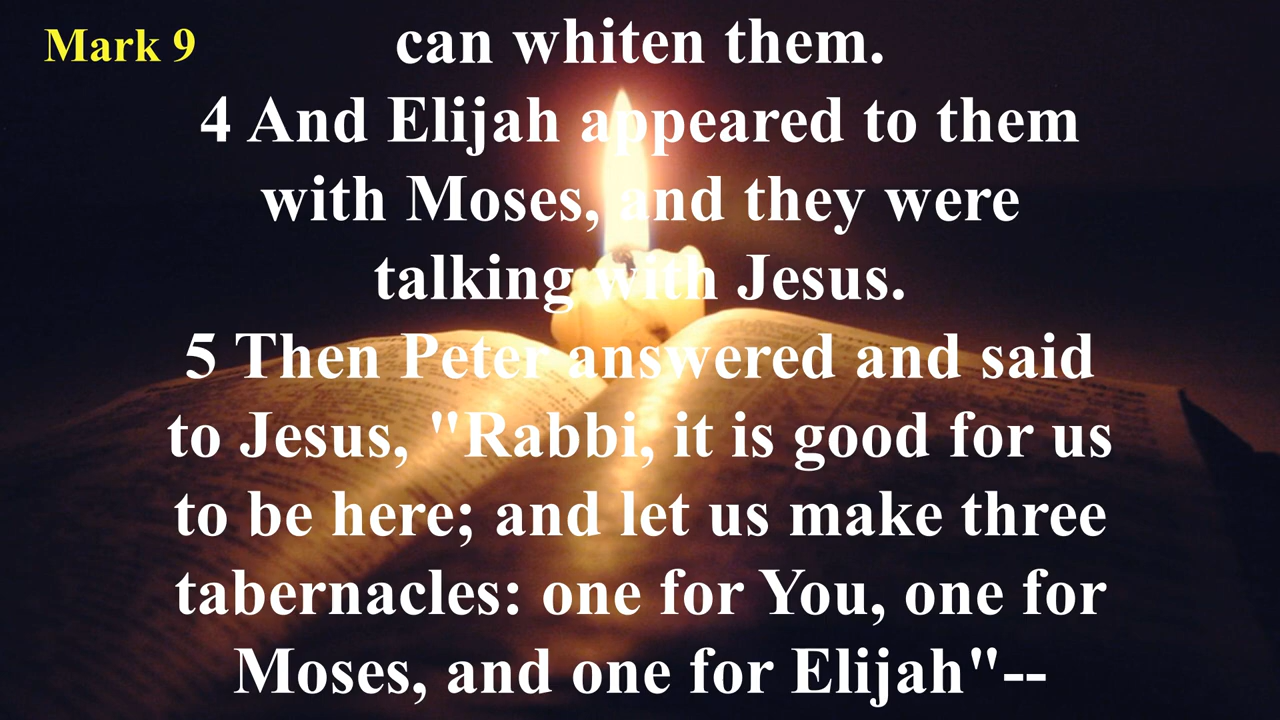 Mark 9
can whiten them.
4 And Elijah appeared to them
with Moses, and they were
talking with Jesus.
5 Then Peter answered and said
to Jesus, "Rabbi, it is good for us
to be here; and let us make three
tabernacles: one for You, one for
Moses, and one for Elijah"--